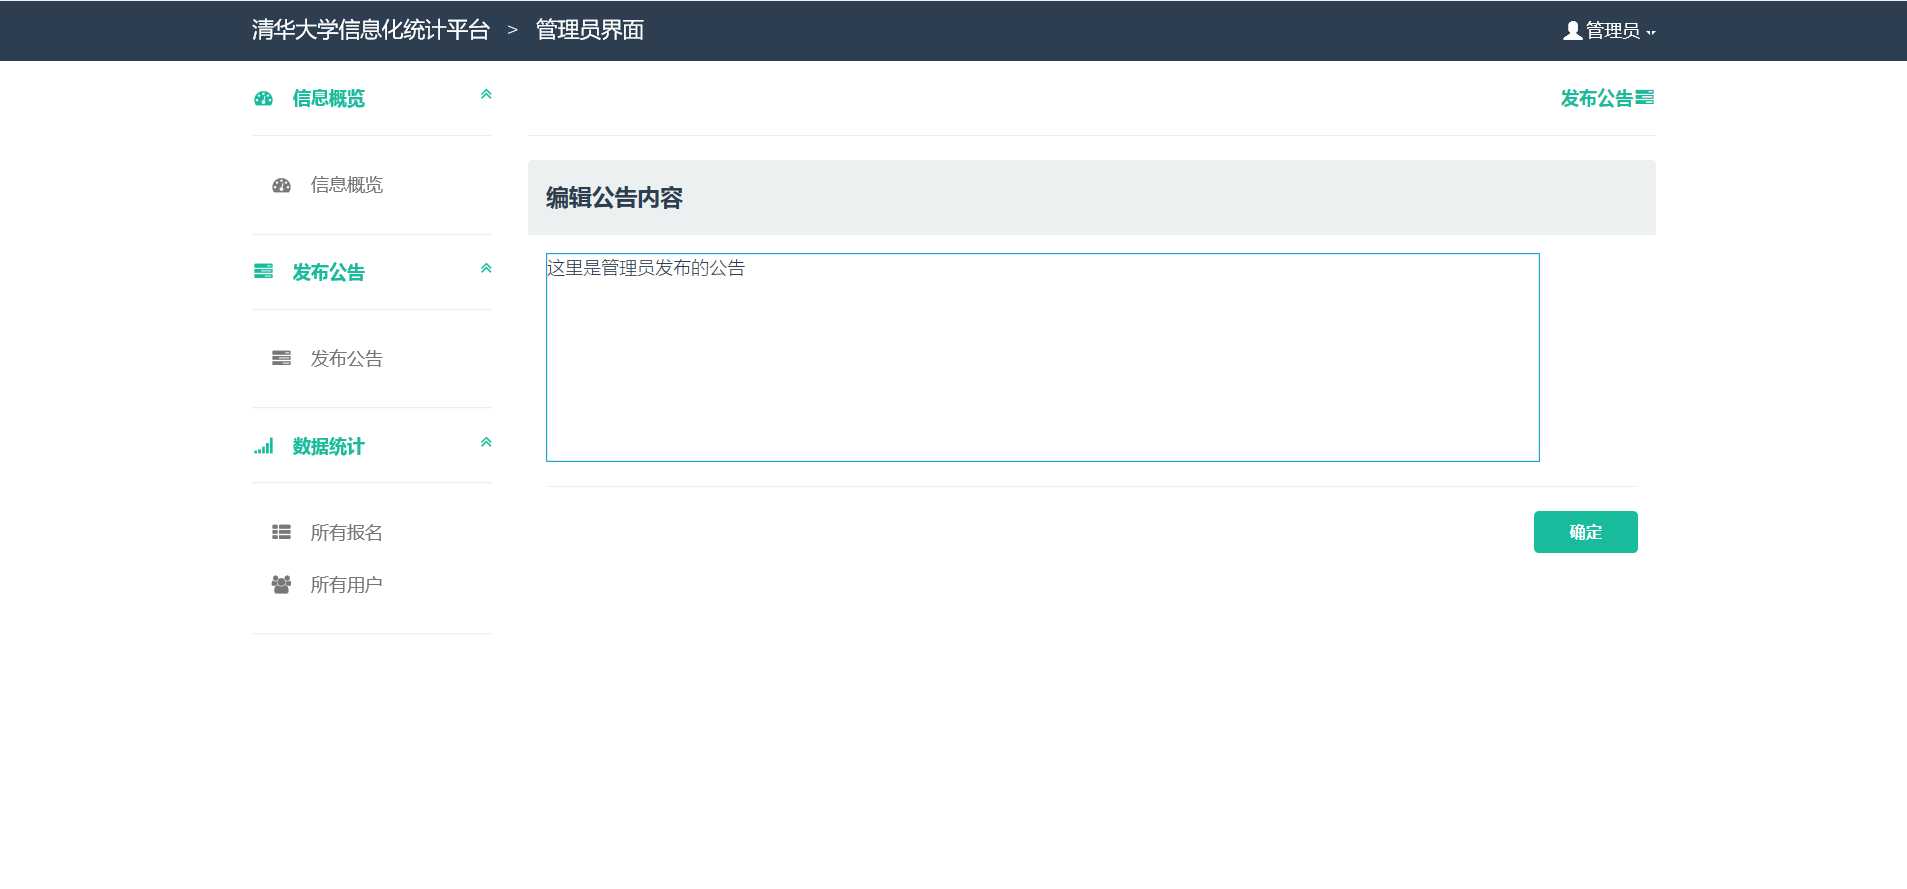 清华大学信息化统计平台 > 管理员界面
管理员
信息概览
信息概览
发布公告
发布公告
数据统计
所有报名
所有用户
发布公告
编辑公告内容
这里是管理员发布的公告
确定